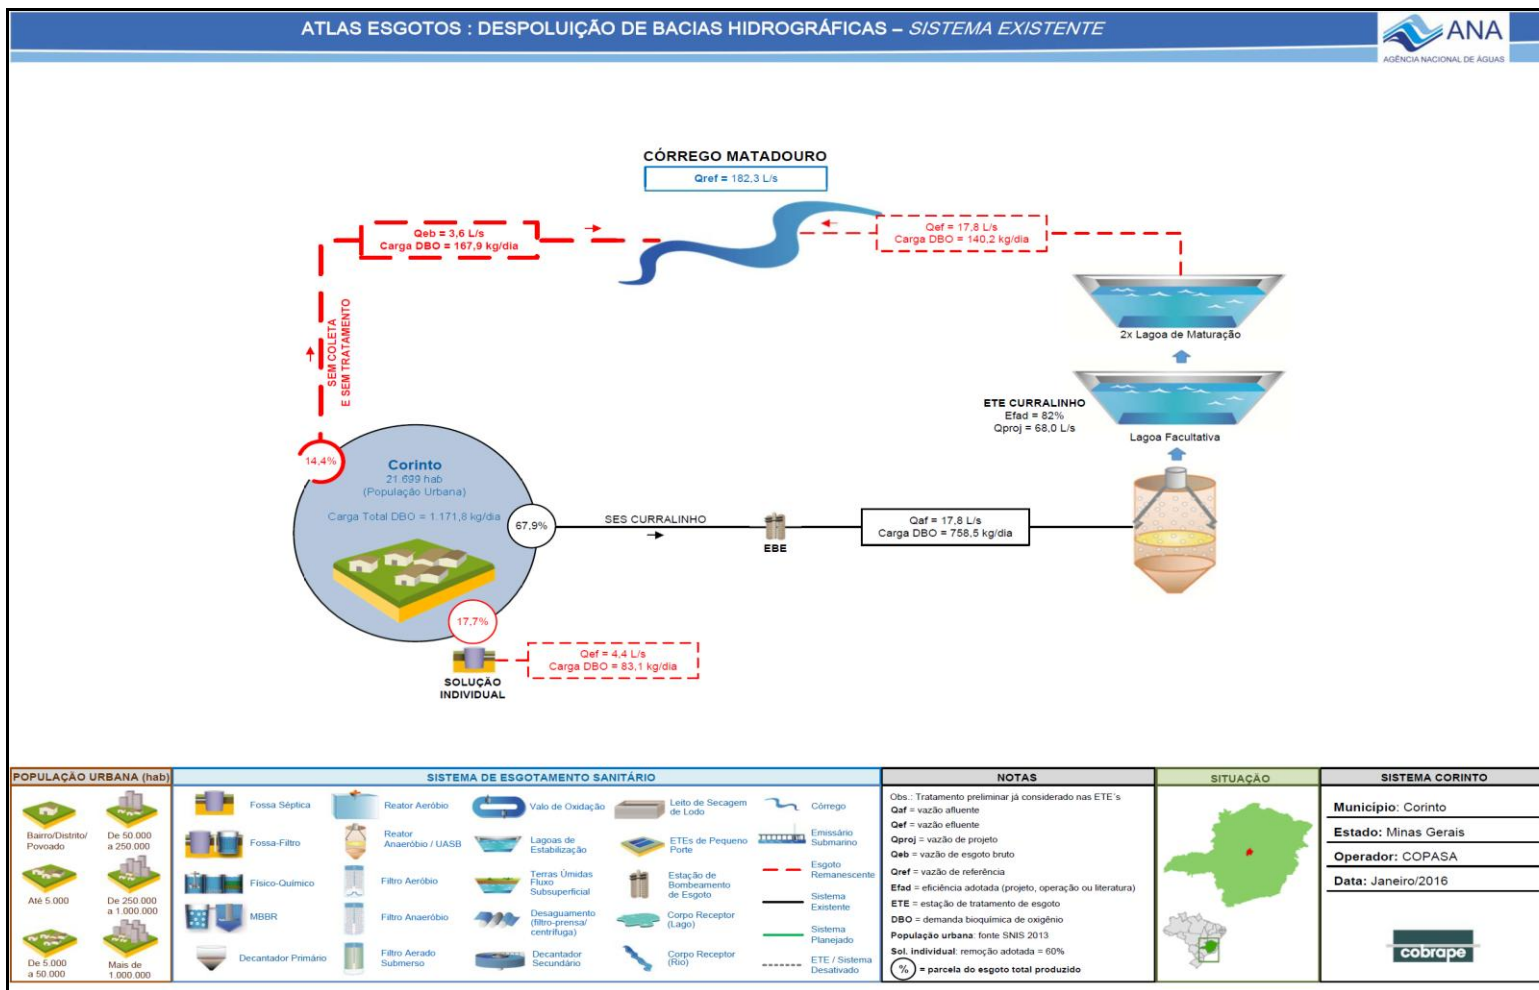 ATLAS ESGOTOS : DESPOLUIÇÃO DE BACIAS HIDROGRÁFICAS – SISTEMA EXISTENTE
ANA
AGÊNCIA NACIONAL DE ÁGUAS
CÓRREGO MATADOURO
Qref = 182,3 L/s
Qeb = 3,6 L/s
Carga DBO = 167,9 kg/dia
Qef = 17,8 L/s
Carga DBO = 140,2 kg/dia
SEM COLETA
E SEM TRATAMENTO
2x Lagoa de Maturação
ETE CURRALINHO
Efad = 82%
Qproj = 68,0 L/s
Lagoa Facultativa
14,4%
Corinto
21.699 hab
(População Urbana)
Carga Total DBO = 1.171,8 kg/dia
67,9%
SES CURRALINHO
EBE
Qaf = 17,8 L/s
Carga DBO = 758,5 kg/dia
17,7%
Qef = 4,4 L/s
Carga DBO = 83,1 kg/dia
SOLUÇÃO
INDIVIDUAL
POPULAÇÃO URBANA (hab)
Bairro/Distrito/
Povoado
De 50.000
a 250.000
Até 5.000
De 250.000
a 1.000.000
De 5.000
a 50.000
Mais de
1.000.000
SISTEMA DE ESGOTAMENTO SANITÁRIO
Fossa Séptica
Fossa-Filtro
Físico-Químico
MBBR
Decantador Primário
Reator Aeróbio
Reator
Anaeróbio / UASB
Filtro Aeróbio
Filtro Anaeróbio
Filtro Aerado
Submerso
Valo de Oxidação
Lagoas de
Estabilização
Terras Úmidas
Fluxo
Subsuperficial
Desaguamento
(filtro-prensa/
centrífuga)
Decantador
Secundário
Leito de Secagem
de Lodo
ETEs de Pequeno
Porte
Estação de
Bombeamento
de Esgoto
Corpo Receptor
(Lago)
Corpo Receptor
(Rio)
Córrego
Emissário
Submarino
Esgoto
Remanescente
Sistema
Existente
Sistema
Planejado
ETE / Sistema
Desativado
NOTAS
Obs.: Tratamento preliminar já considerado nas ETE´s
Qaf = vazão afluente
Qef = vazão efluente
Qproj = vazão de projeto
Qeb = vazão de esgoto bruto
Qref = vazão de referência
Efad = eficiência adotada (projeto, operação ou literatura)
ETE = estação de tratamento de esgoto
DBO = demanda bioquímica de oxigênio
População urbana: fonte SNIS 2013
Sol. individual: remoção adotada = 60%
% = parcela do esgoto total produzido
SITUAÇÃO
SISTEMA CORINTO
Município: Corinto
Estado: Minas Gerais
Operador: COPASA
Data: Janeiro/2016
cobrape